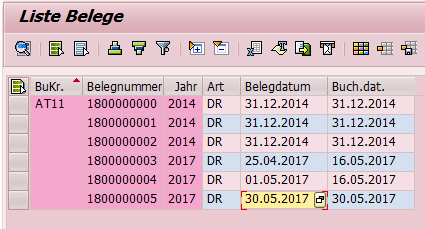 Liste Belege
BuKr. Belegnummer Jahr Art Belegdatum Buch.dat.
AT11 1800000000 2014 DR 31.12.2014 31.12.2014
1800000001 2014 DR 31.12.2014 31.12.2014
1800000002 2014 DR 31.12.2014 31.12.2014
1800000003 2017 DR 25.04.2017 16.05.2017
1800000004 2017 DR 01.05.2017 16.05.2017
1800000005 2017 DR 30.05.2017 30.05.2017